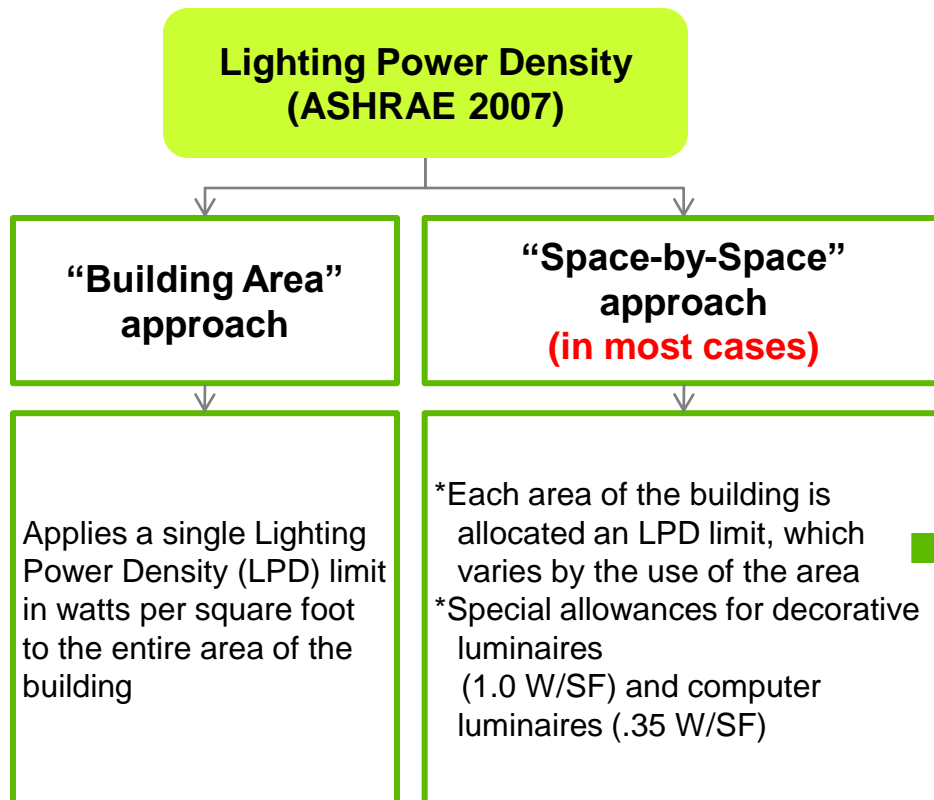 Lighting Power Density
(ASHRAE 2007)
“Building Area”
approach
“Space-by-Space”
approach
(in most cases)
Applies a single Lighting
Power Density (LPD) limit
in watts per square foot
to the entire area of the
building
*Each area of the building is
allocated an LPD limit, which
varies by the use of the area
*Special allowances for decorative
luminaires
(1.0 W/SF) and computer
luminaires (.35 W/SF)